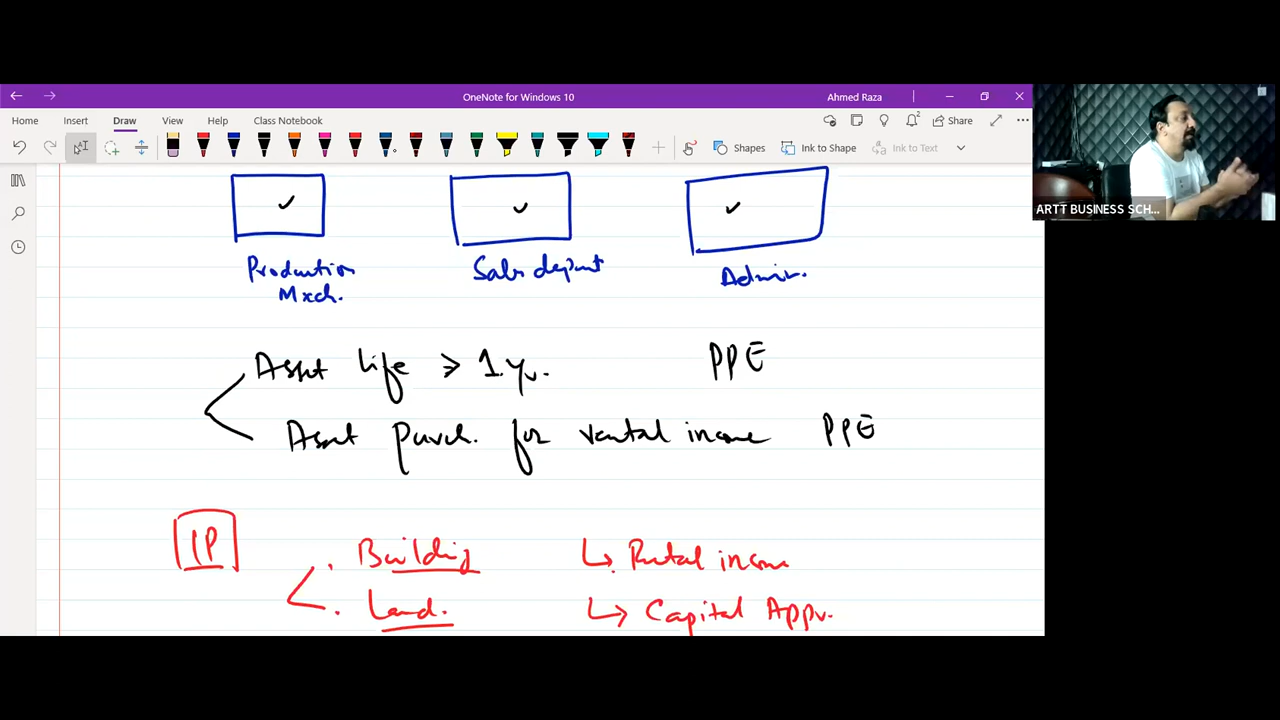 OneNote for Windows 10
Ahmed Raza
Home Insert Draw View Help Class Notebook
Share
Shapes Ink to Shape Ink to Text
ARTT BUSINESS SCH...
Production Sales depart Admin.
Mach.
Asset life > 1 yr. PPE
Asset purch. for rental income PPE
IP
. Building ↳ Rental income
. Land. ↳ Capital Appr.